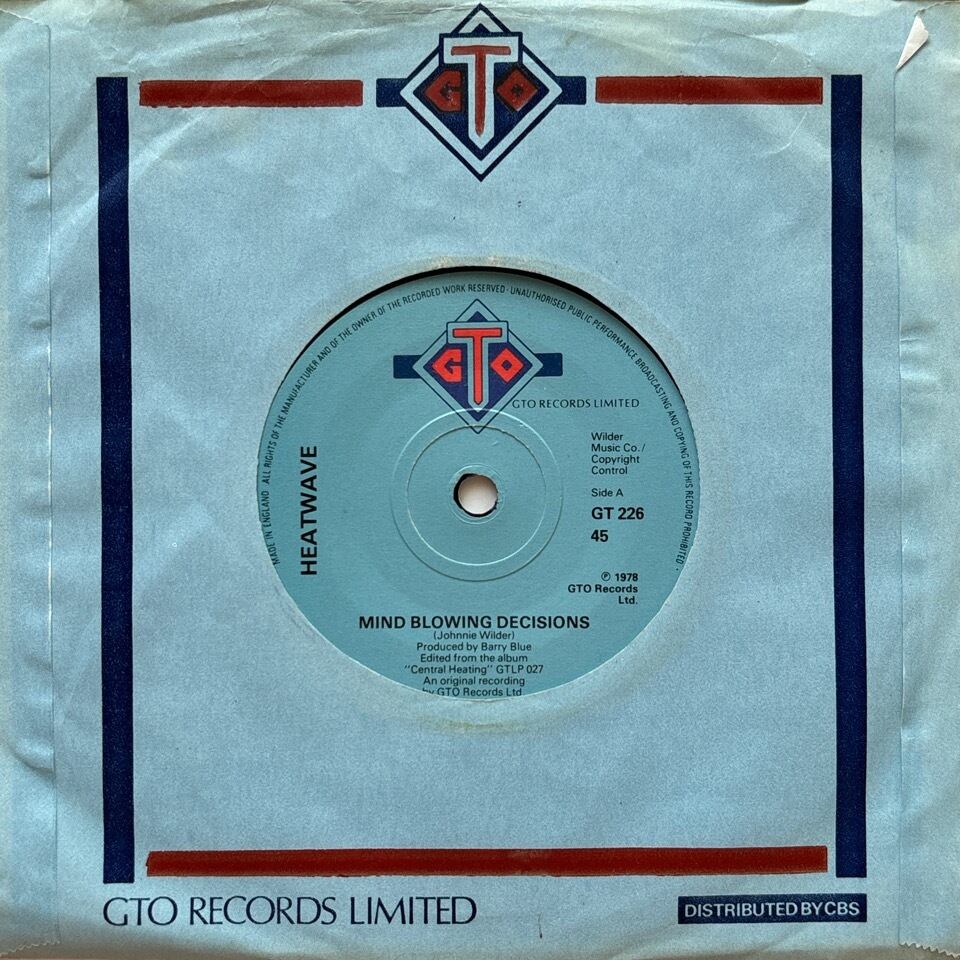 GTO
MADE IN ENGLAND ALL RIGHTS OF THE MANUFACTURER AND OF THE OWNER OF THE RECORDED WORK RESERVED · UNAUTHORISED PUBLIC PERFORMANCE BROADCASTING AND COPYING OF THIS RECORD PROHIBITED ·
GTO
GTO RECORDS LIMITED
HEATWAVE
Wilder
Music Co./
Copyright
Control
Side A
GT 226
45
℗ 1978
GTO Records
Ltd.
MIND BLOWING DECISIONS
(Johnnie Wilder)
Produced by Barry Blue
Edited from the album
"Central Heating" GTLP 027
An original recording
by GTO Records Ltd
GTO RECORDS LIMITED
DISTRIBUTED BY CBS